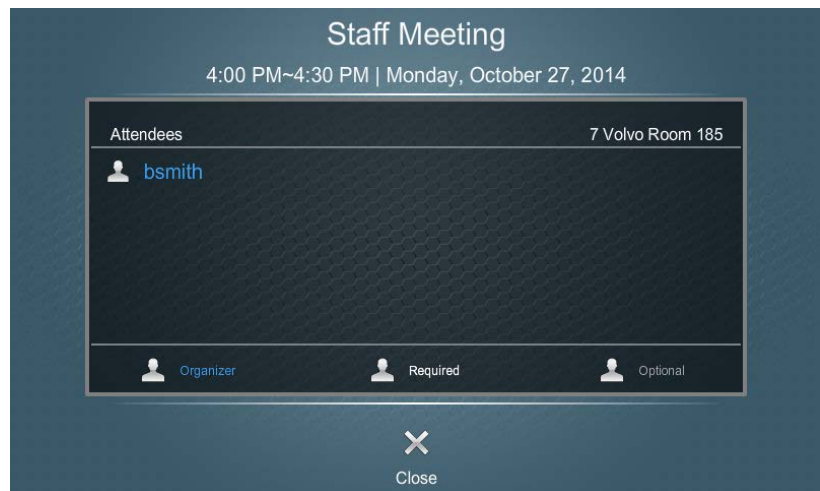 Staff Meeting
4:00 PM~4:30 PM | Monday, October 27, 2014
Attendees 7 Volvo Room 185
bsmith
Organizer Required Optional
Close